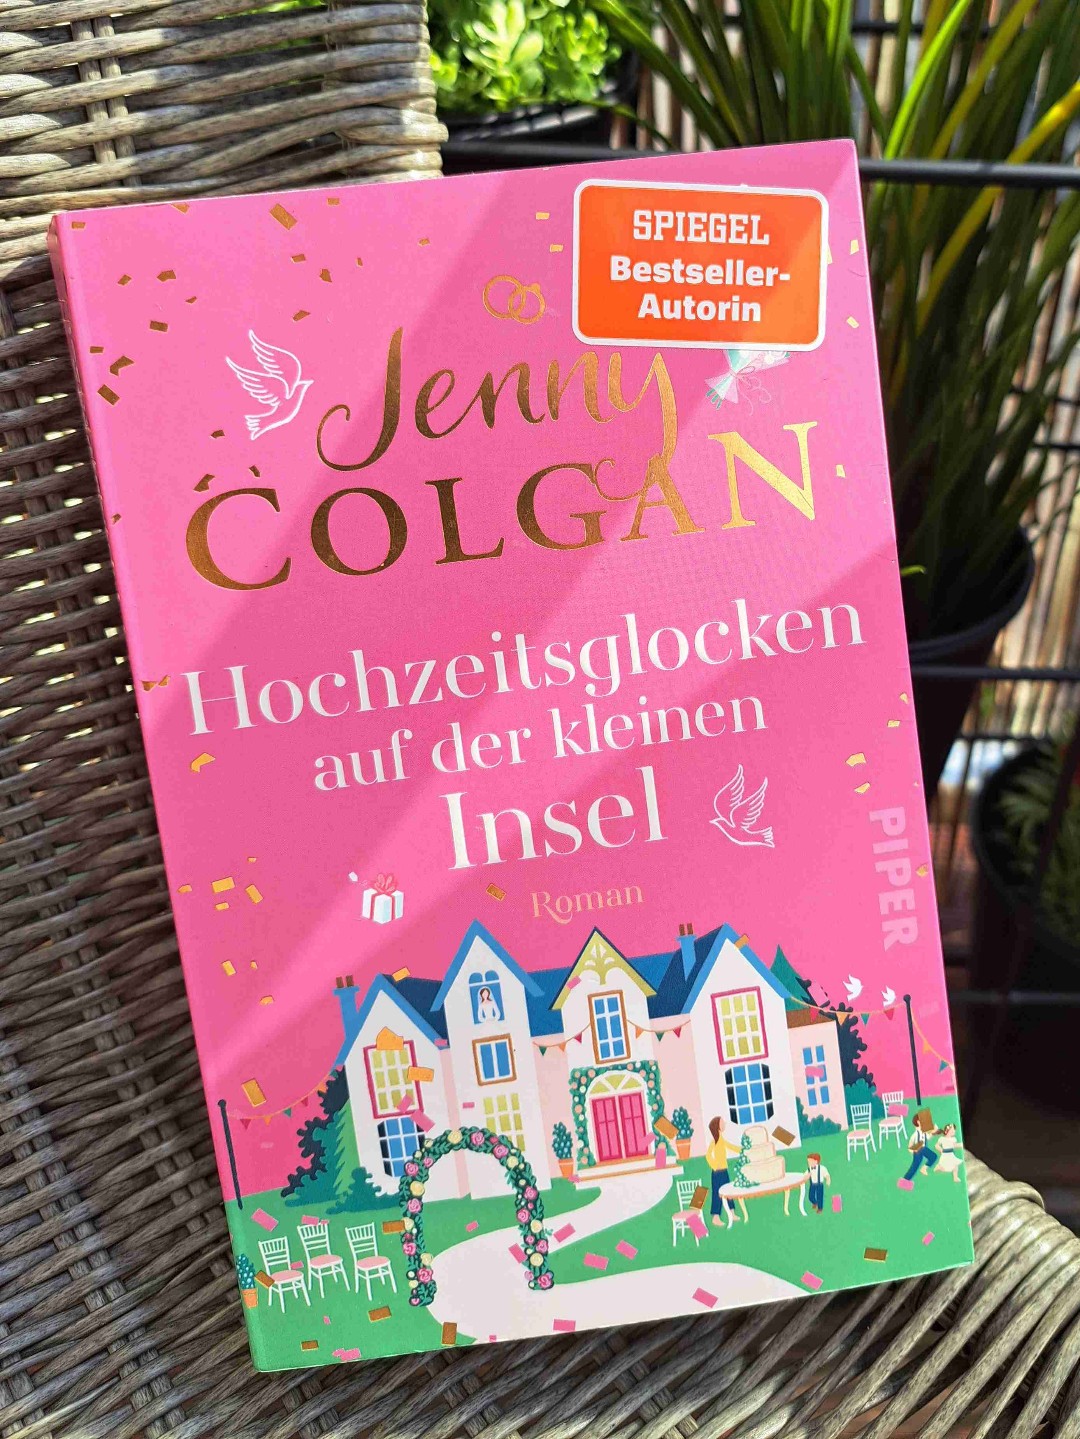 SPIEGEL
Bestseller-
Autorin
Jenny
COLGAN
Hochzeitsglocken
auf der kleinen
Insel
Roman
PIPER